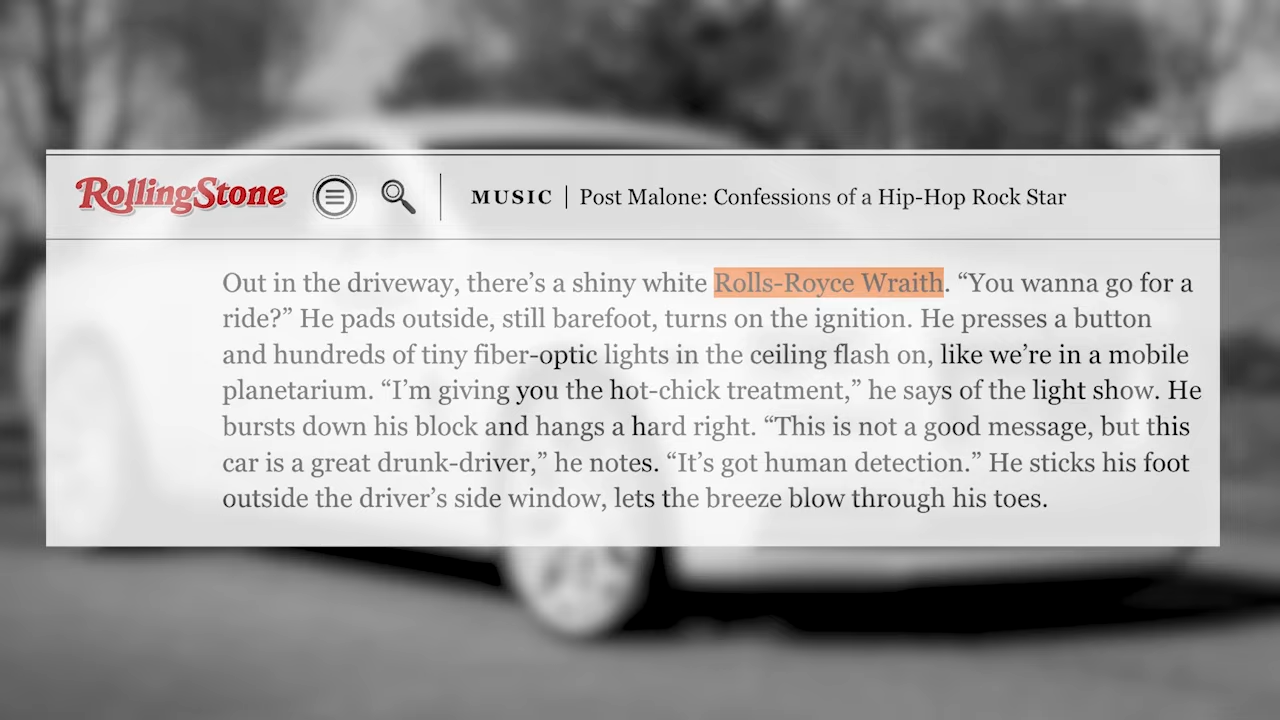 RollingStone
MUSIC | Post Malone: Confessions of a Hip-Hop Rock Star
Out in the driveway, there’s a shiny white Rolls-Royce Wraith. “You wanna go for a
ride?” He pads outside, still barefoot, turns on the ignition. He presses a button
and hundreds of tiny fiber-optic lights in the ceiling flash on, like we’re in a mobile
planetarium. “I’m giving you the hot-chick treatment,” he says of the light show. He
bursts down his block and hangs a hard right. “This is not a good message, but this
car is a great drunk-driver,” he notes. “It’s got human detection.” He sticks his foot
outside the driver’s side window, lets the breeze blow through his toes.